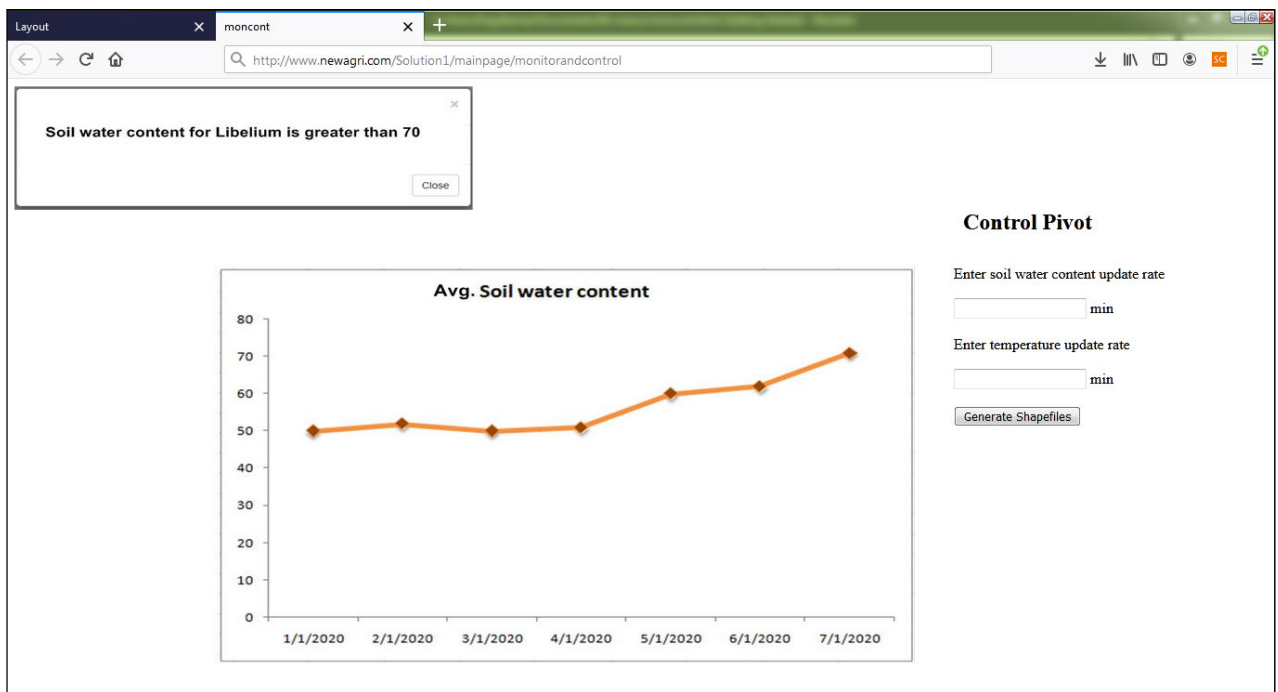 Layout
moncont
http://www.newagri.com/Solution1/mainpage/monitorandcontrol
SC
Soil water content for Libelium is greater than 70
Close
Control Pivot
Enter soil water content update rate
min
Enter temperature update rate
min
Generate Shapefiles
Avg. Soil water content
80
70
60
50
40
30
20
10
0
1/1/2020 2/1/2020 3/1/2020 4/1/2020 5/1/2020 6/1/2020 7/1/2020